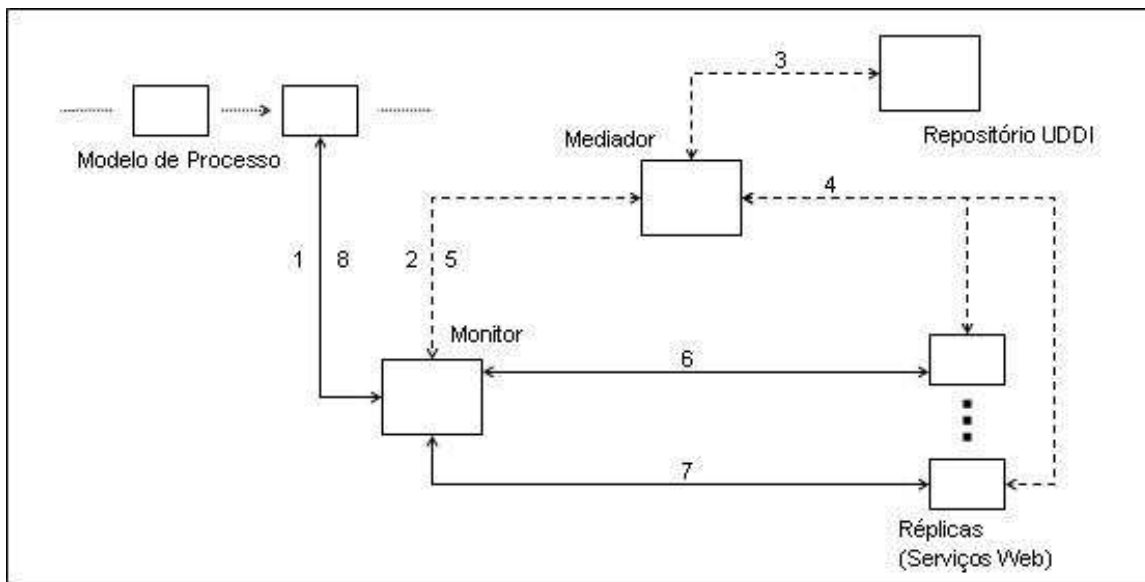 3
Repositório UDDI
Modelo de Processo
Mediador
4
1
8
2
5
Monitor
6
7
Réplicas
(Serviços Web)